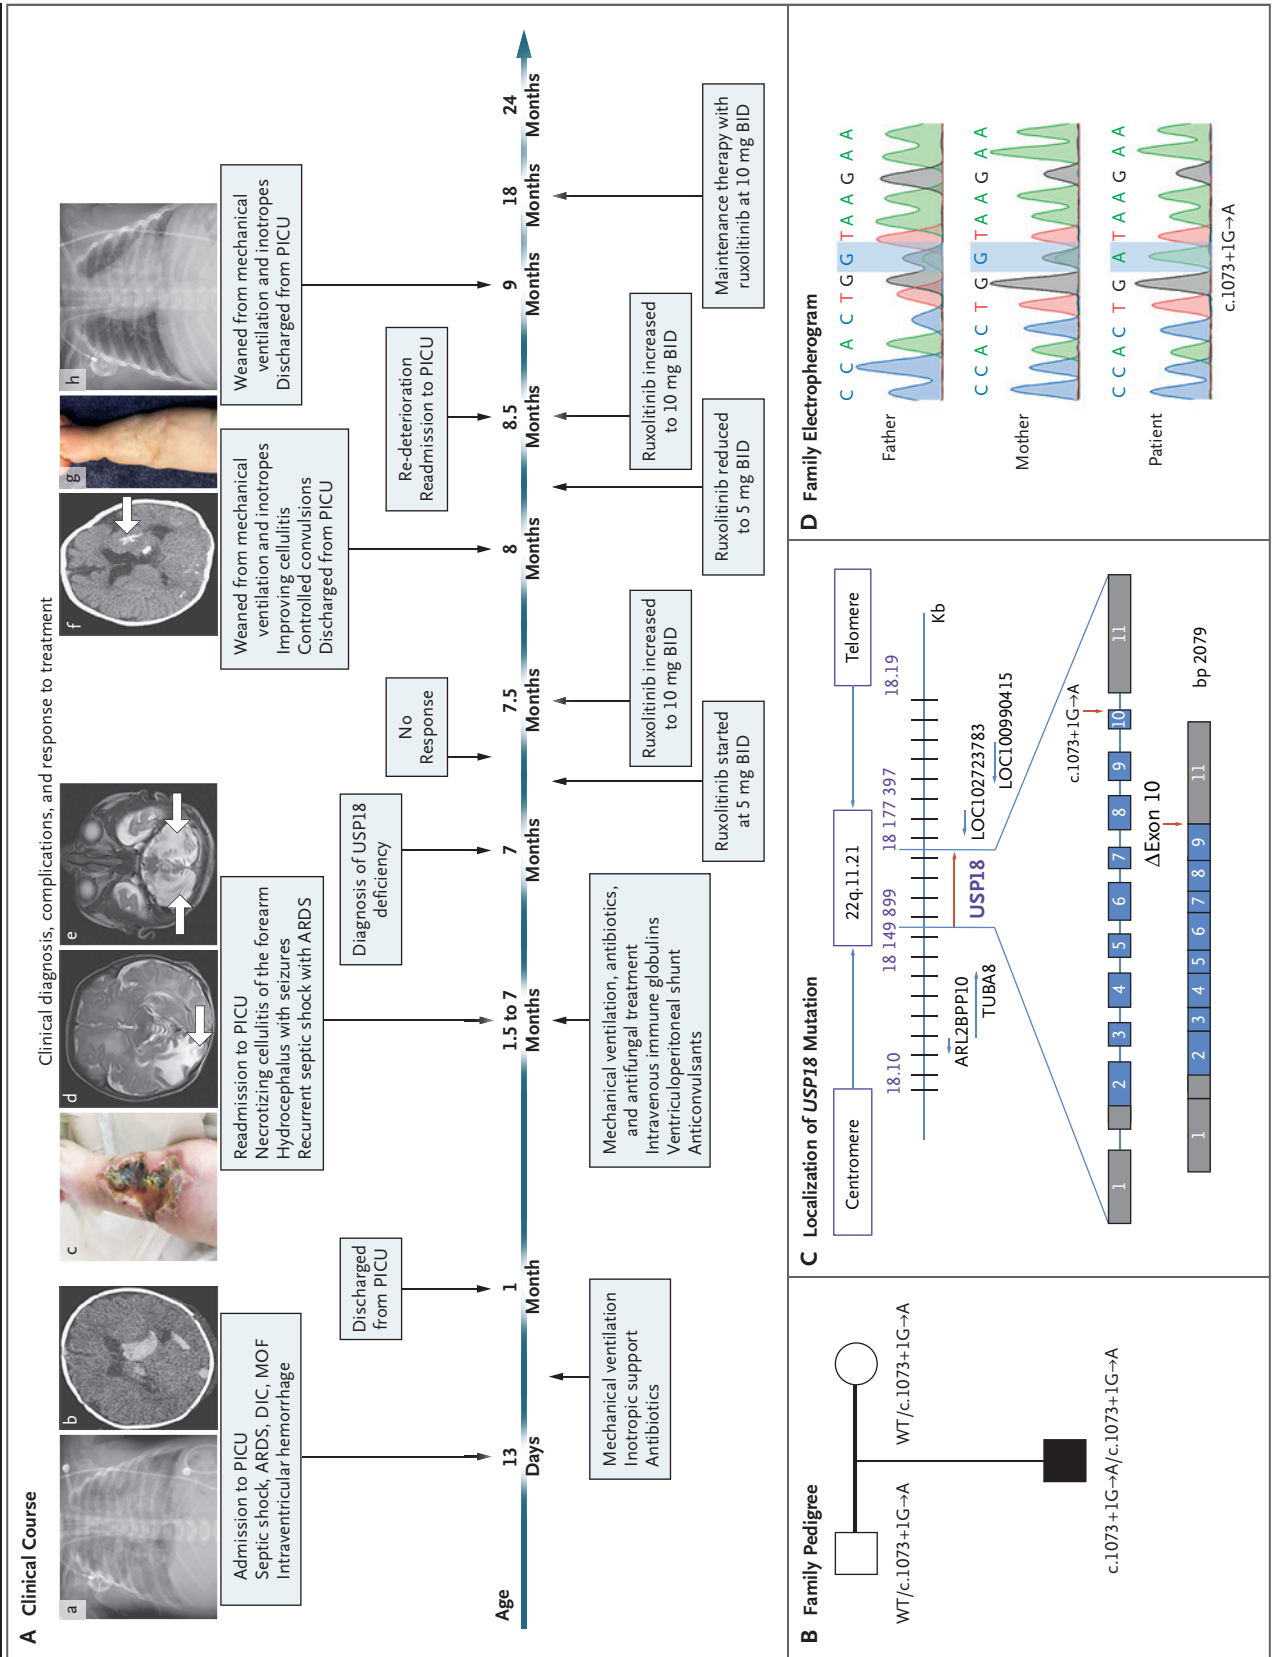 A Clinical Course
Clinical diagnosis, complications, and response to treatment
a
b
c
d
e
f
g
h
Admission to PICU
Septic shock, ARDS, DIC, MOF
Intraventricular hemorrhage
Discharged
from PICU
Readmission to PICU
Necrotizing cellulitis of the forearm
Hydrocephalus with seizures
Recurrent septic shock with ARDS
Diagnosis of USP18
deficiency
No
Response
Weaned from mechanical
ventilation and inotropes
Improving cellulitis
Controlled convulsions
Discharged from PICU
Re-deterioration
Readmission to PICU
Weaned from mechanical
ventilation and inotropes
Discharged from PICU
Age
13
Days
1
Month
1.5 to 7
Months
7
Months
7.5
Months
8
Months
8.5
Months
9
Months
18
Months
24
Months
Mechanical ventilation
Inotropic support
Antibiotics
Mechanical ventilation, antibiotics,
and antifungal treatment
Intravenous immune globulins
Ventriculoperitoneal shunt
Anticonvulsants
Ruxolitinib started
at 5 mg BID
Ruxolitinib increased
to 10 mg BID
Ruxolitinib reduced
to 5 mg BID
Ruxolitinib increased
to 10 mg BID
Maintenance therapy with
ruxolitinib at 10 mg BID
B Family Pedigree
WT/c.1073+1G→A
WT/c.1073+1G→A
c.1073+1G→A/c.1073+1G→A
C Localization of USP18 Mutation
Centromere
22q.11.21
Telomere
18.10
18 149 899
18 177 397
18.19
Kb
ARL2BPP10
TUBA8
USP18
LOC102723783
LOC100990415
c.1073+1G→A
1 2 3 4 5 6 7 8 9 10 11
ΔExon 10
1 2 3 4 5 6 7 8 9 11
bp 2079
D Family Electropherogram
Father
C C A C T G G T A A G A A
Mother
C C A C T G G T A A G A A
Patient
C C A C T G A T A A G A A
c.1073+1G→A